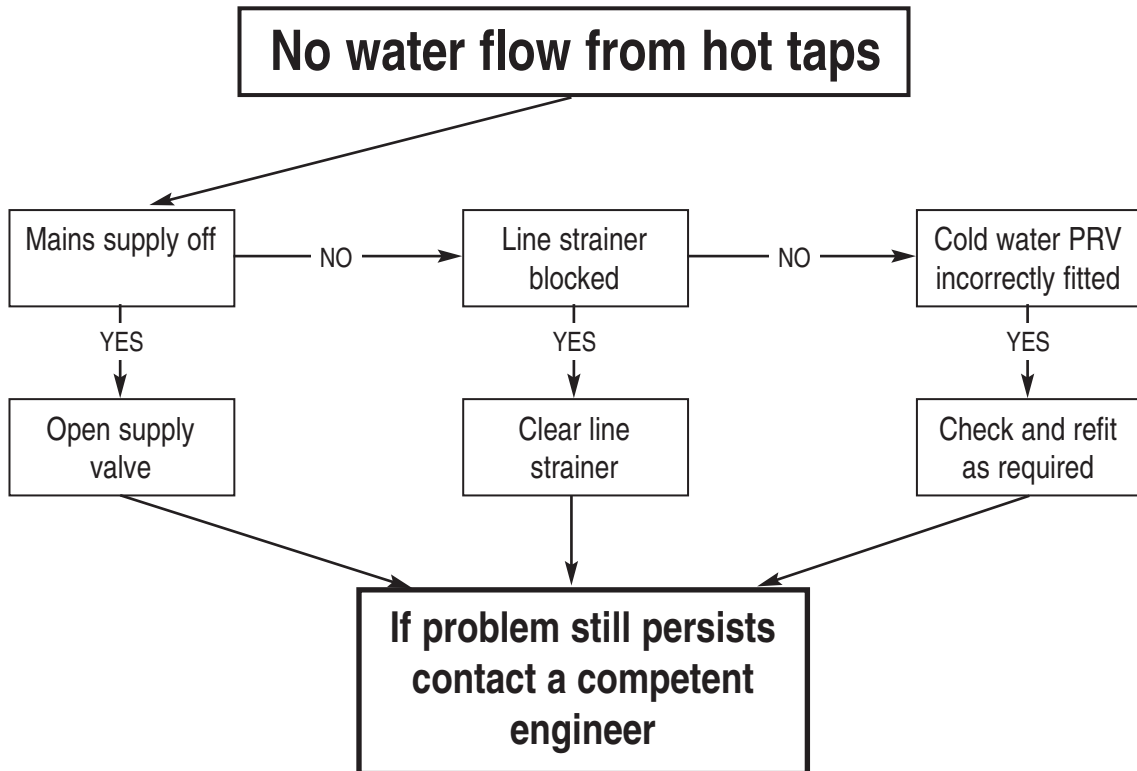 No water flow from hot taps
Mains supply off
NO
Line strainer
blocked
NO
Cold water PRV
incorrectly fitted
YES
YES
YES
Open supply
valve
Clear line
strainer
Check and refit
as required
If problem still persists
contact a competent
engineer